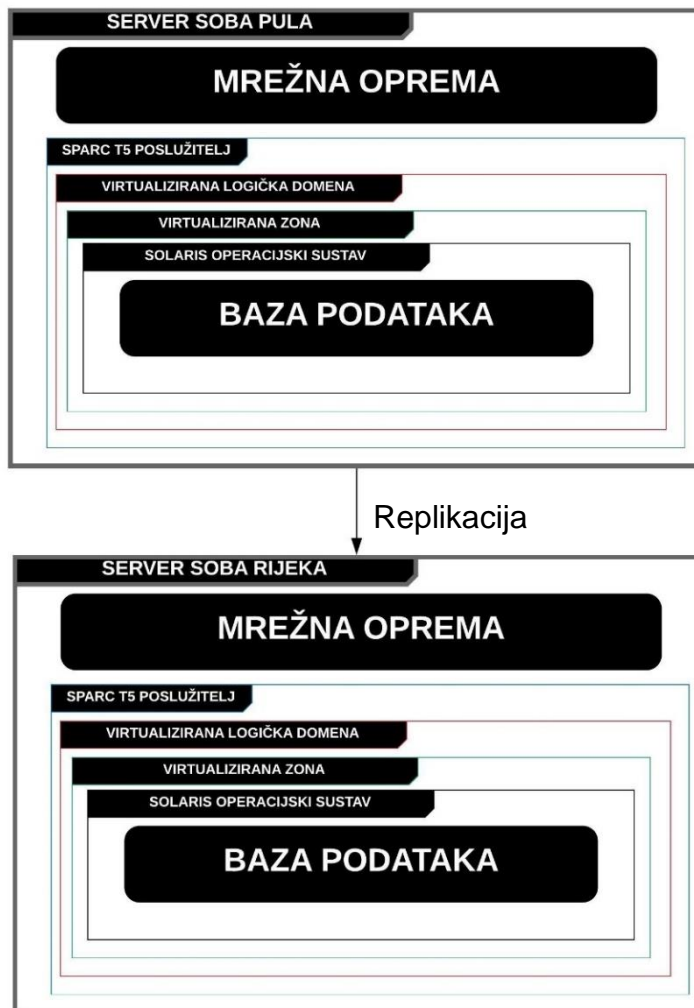 SERVER SOBA PULA
MREŽNA OPREMA
SPARC T5 POSLUŽITELJ
VIRTUALIZIRANA LOGIČKA DOMENA
VIRTUALIZIRANA ZONA
SOLARIS OPERACIJSKI SUSTAV
BAZA PODATAKA
Replikacija
SERVER SOBA RIJEKA
MREŽNA OPREMA
SPARC T5 POSLUŽITELJ
VIRTUALIZIRANA LOGIČKA DOMENA
VIRTUALIZIRANA ZONA
SOLARIS OPERACIJSKI SUSTAV
BAZA PODATAKA